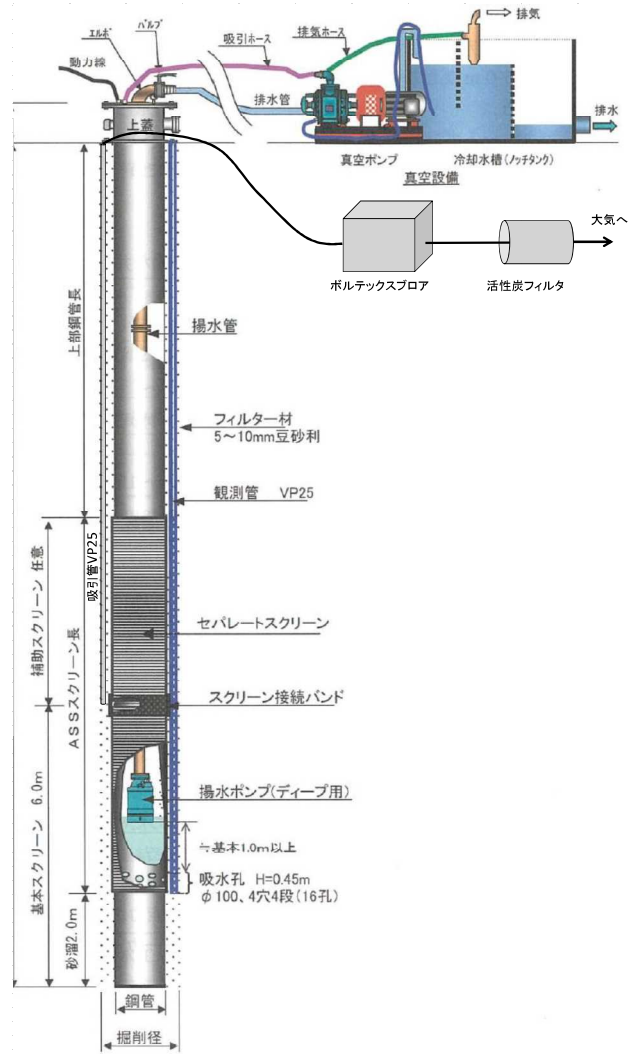 排気
エルボ
バルブ
吸引ホース
排気ホース
動力線
排水管
上蓋
排水
真空ポンプ
冷却水槽(ノッチタンク)
真空設備
大気へ
ボルテックスブロア
活性炭フィルタ
上部鋼管長
揚水管
フィルター材
5～10mm豆砂利
観測管 VP25
吸引管VP25
補助スクリーン 任意
ASSスクリーン長
セパレートスクリーン
スクリーン接続バンド
基本スクリーン 6.0m
揚水ポンプ(ディープ用)
≒基本1.0m以上
吸水孔 H=0.45m
φ100、4穴4段(16孔)
砂溜2.0m
鋼管
掘削径